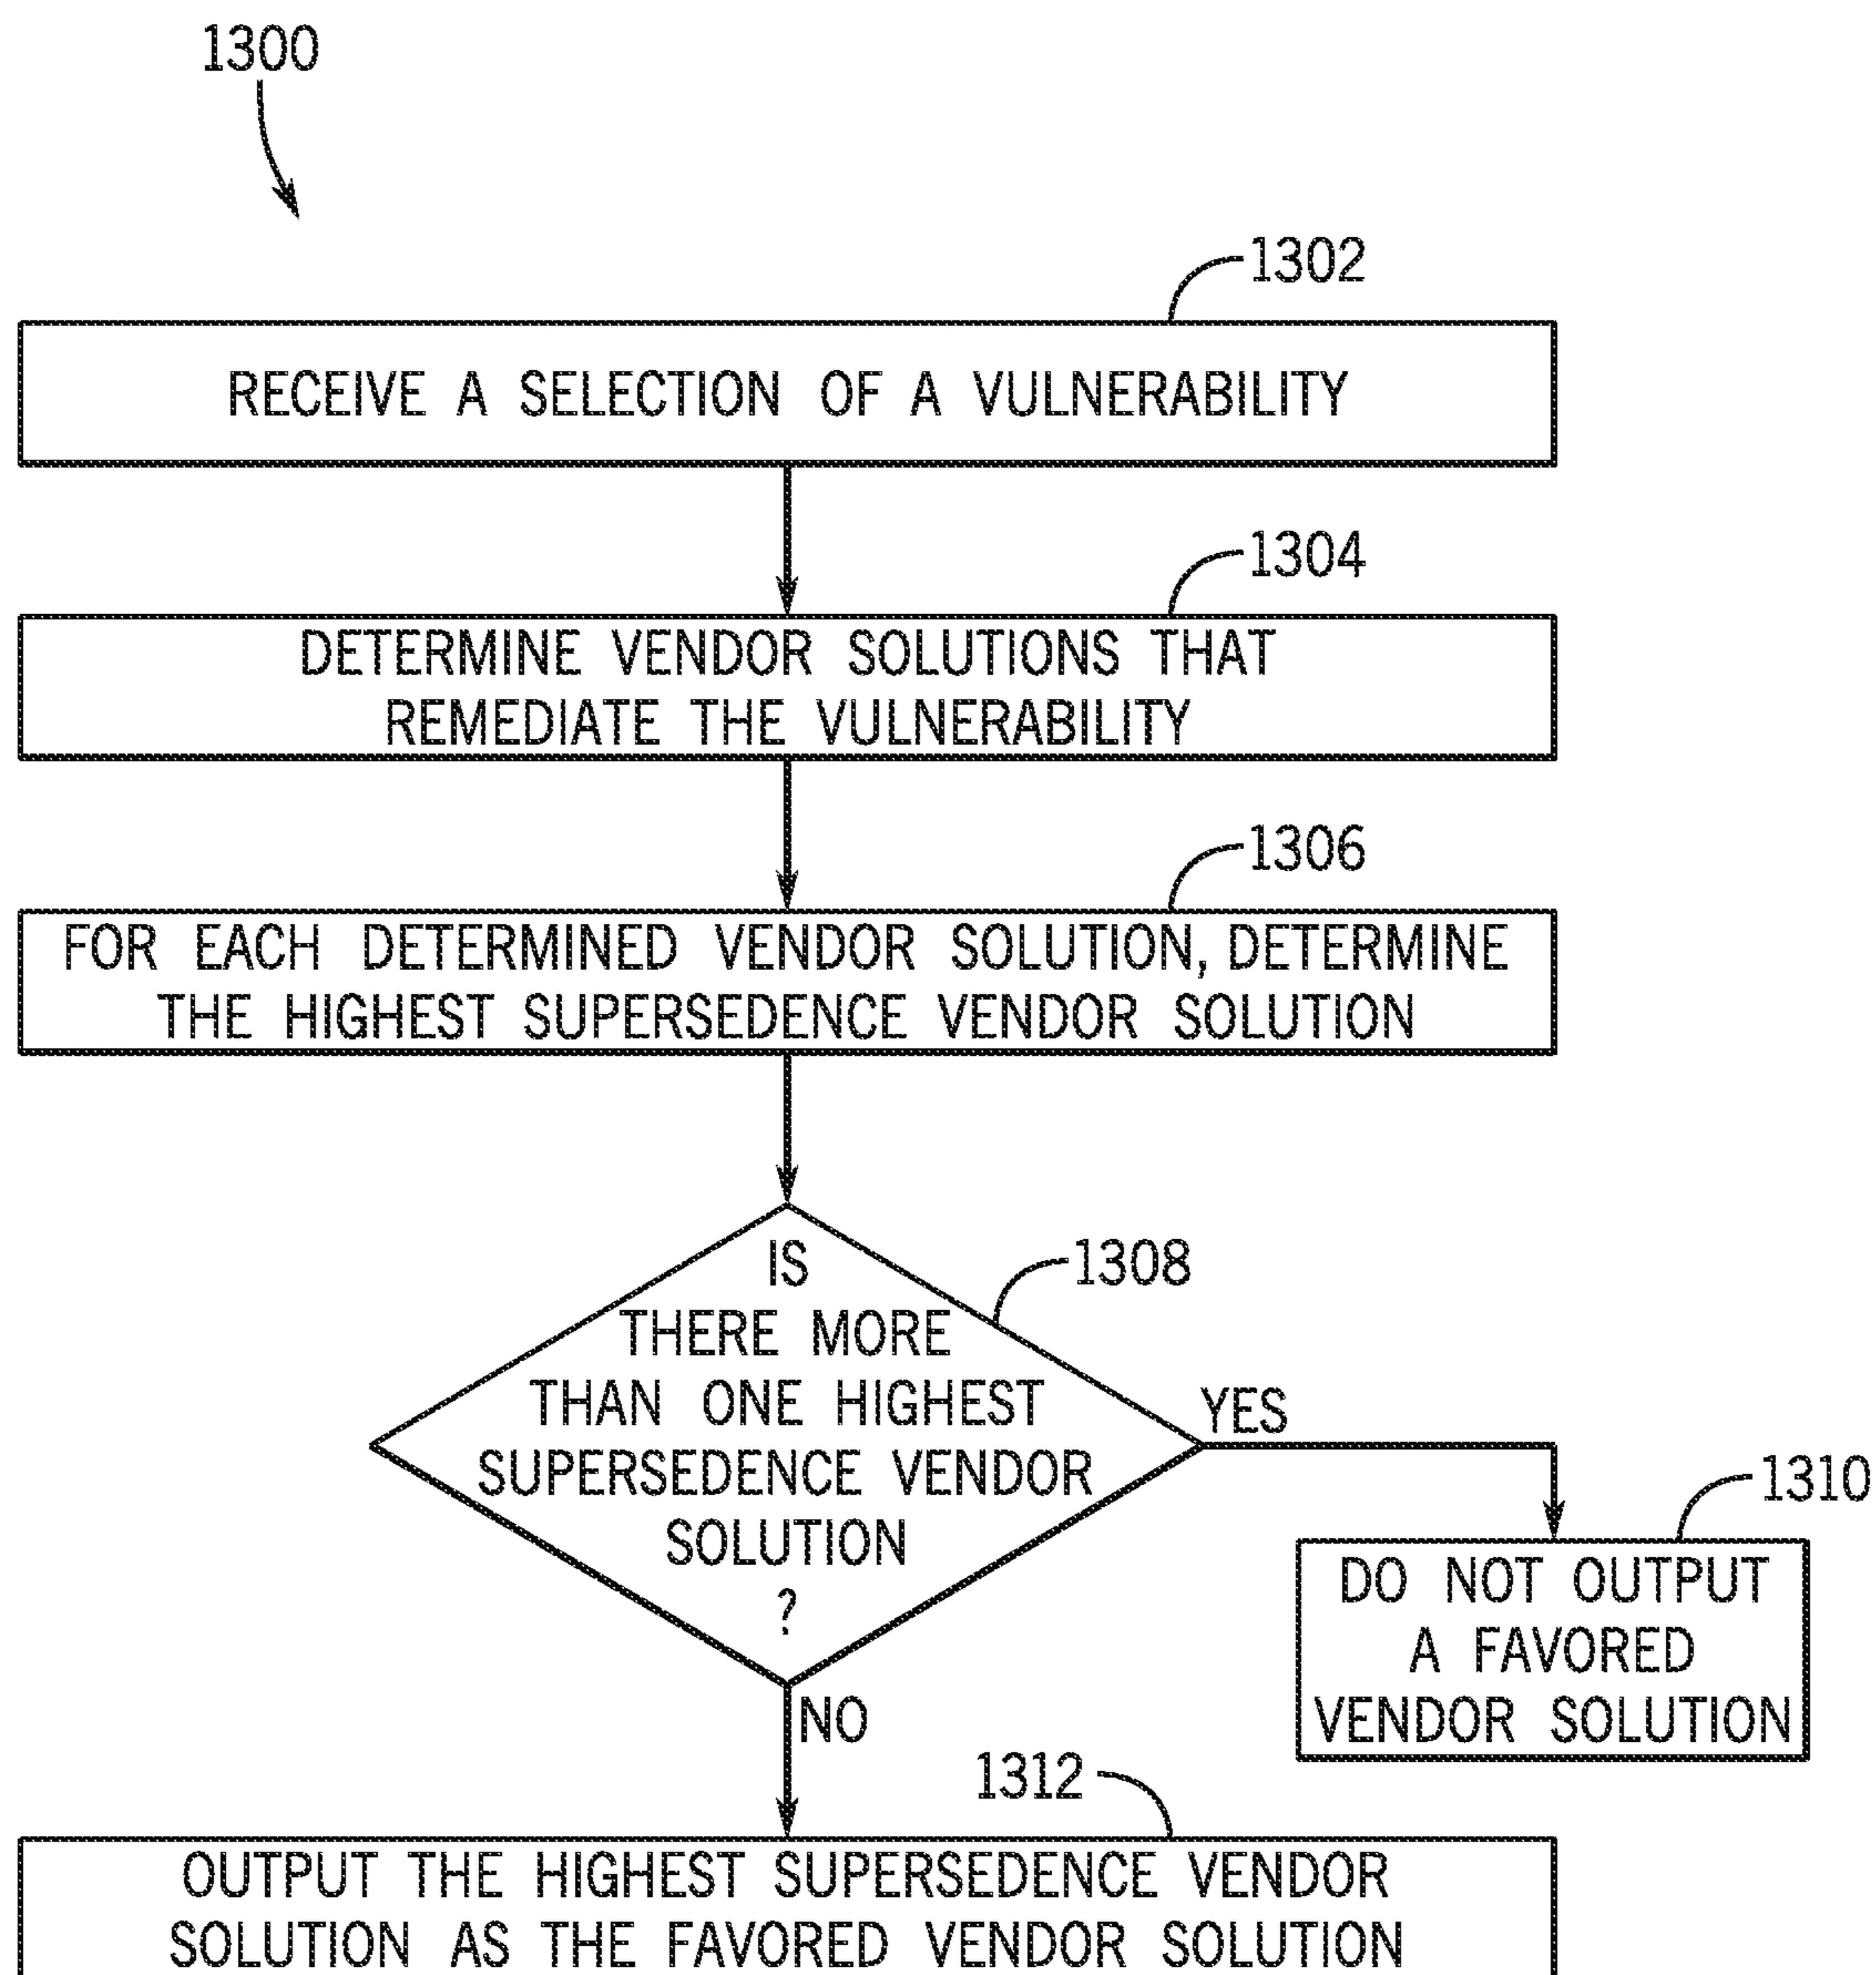 1300
1302
RECEIVE A SELECTION OF A VULNERABILITY
1304
DETERMINE VENDOR SOLUTIONS THAT
REMEDIATE THE VULNERABILITY
1306
FOR EACH DETERMINED VENDOR SOLUTION, DETERMINE
THE HIGHEST SUPERSEDENCE VENDOR SOLUTION
1308
IS
THERE MORE
THAN ONE HIGHEST
SUPERSEDENCE VENDOR
SOLUTION
?
YES
1310
DO NOT OUTPUT
A FAVORED
VENDOR SOLUTION
NO
1312
OUTPUT THE HIGHEST SUPERSEDENCE VENDOR
SOLUTION AS THE FAVORED VENDOR SOLUTION